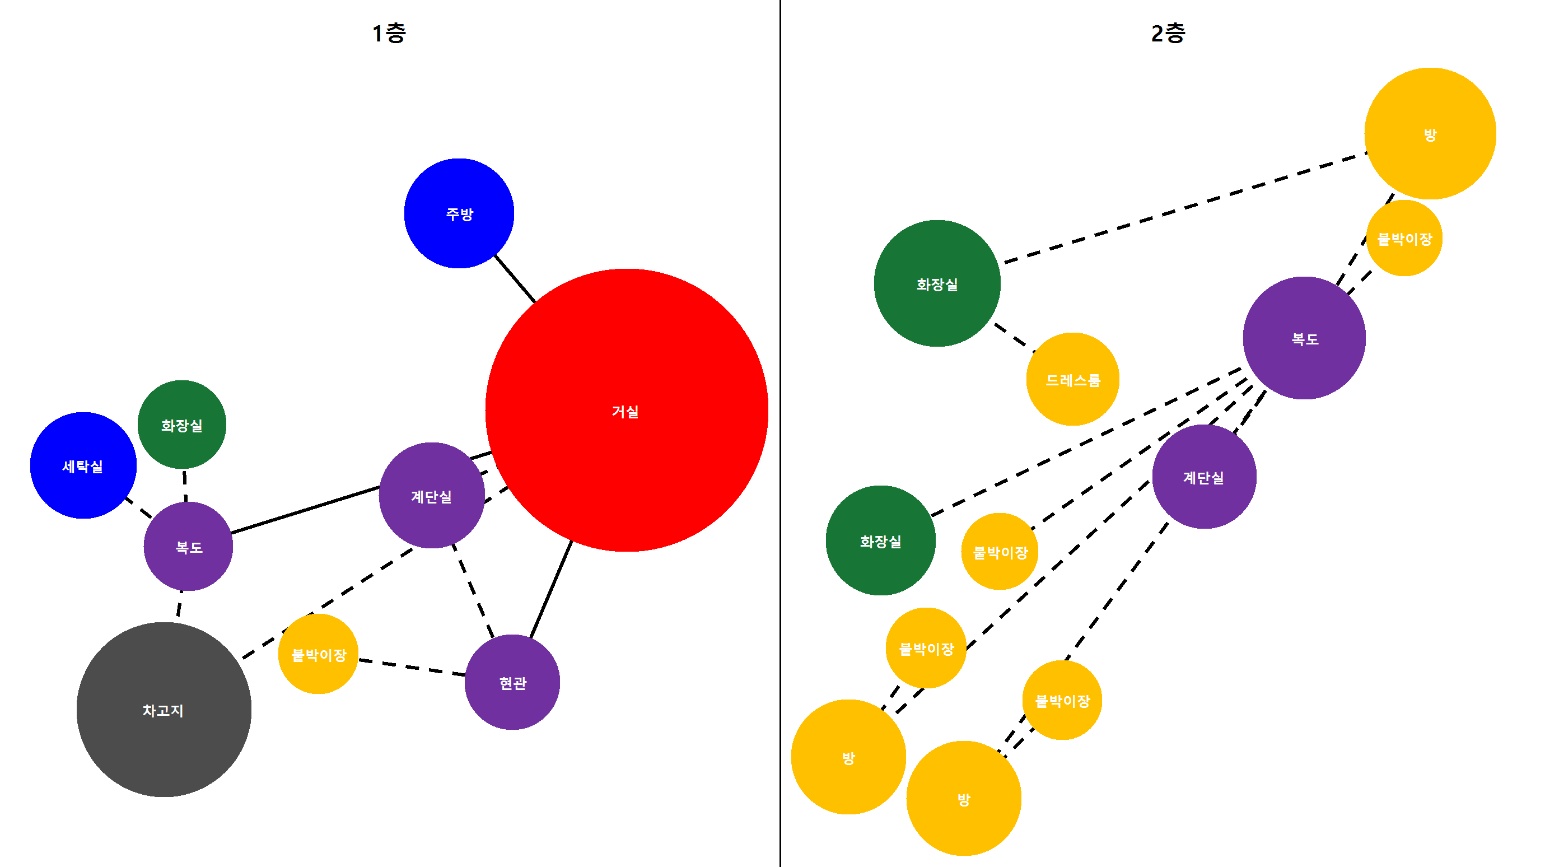 1층
주방
거실
화장실
세탁실
계단실
복도
붙박이장
현관
차고지
2층
방
붙박이장
화장실
복도
드레스룸
계단실
화장실
붙박이장
붙박이장
붙박이장
방
방